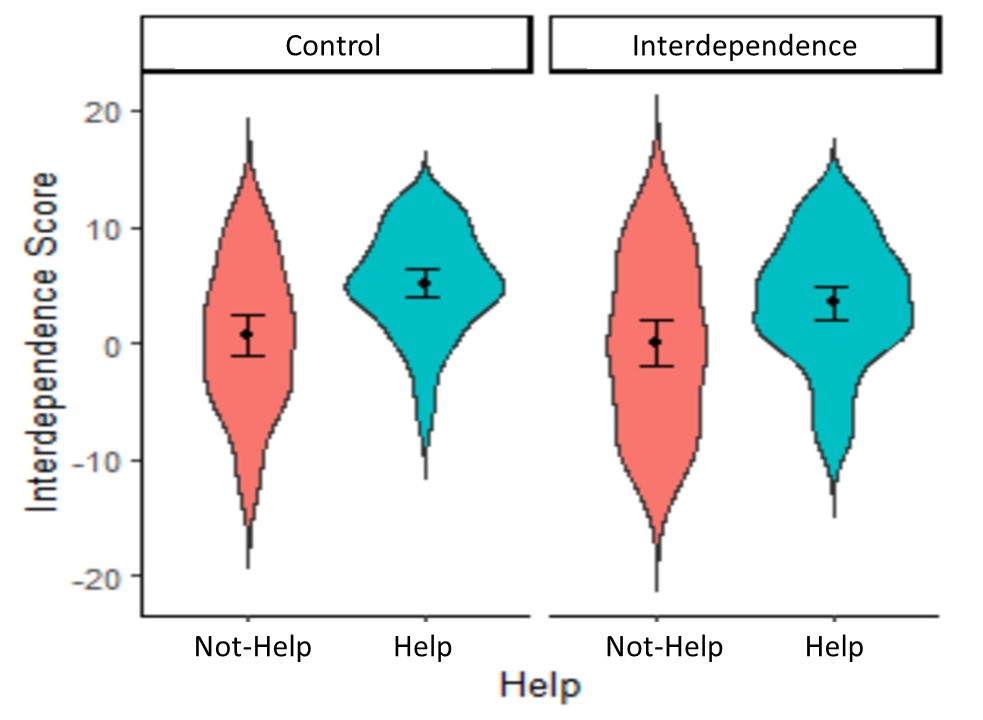 Control
Interdependence
Interdependence Score
20
10
0
-10
-20
Not-Help
Help
Not-Help
Help
Help